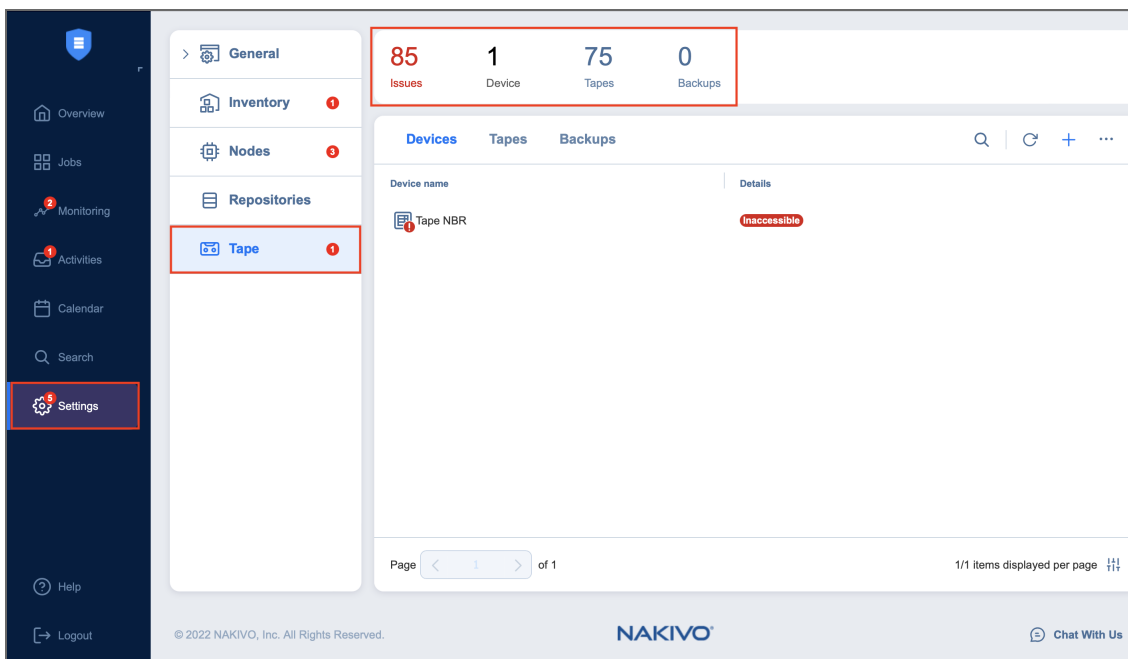 Overview
Jobs
2
Monitoring
1
Activities
Calendar
Search
5
Settings
Help
Logout
General
Inventory 1
Nodes 3
Repositories
Tape 1
85 1 75 0
Issues Device Tapes Backups
Devices Tapes Backups
Device name Details
Tape NBR Inaccessible
Page 1 of 1 1/1 items displayed per page
© 2022 NAKIVO, Inc. All Rights Reserved. NAKIVO Chat With Us